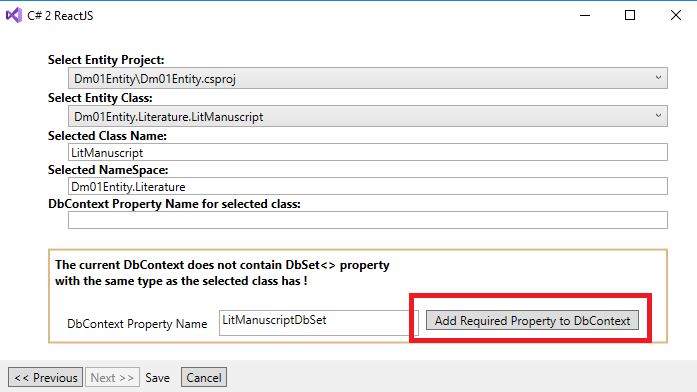 C# 2 ReactJS
Select Entity Project:
Dm01Entity\Dm01Entity.csproj
Select Entity Class:
Dm01Entity.Literature.LitManuscript
Selected Class Name:
LitManuscript
Selected NameSpace:
Dm01Entity.Literature
DbContext Property Name for selected class:
The current DbContext does not contain DbSet<> property
with the same type as the selected class has !
DbContext Property Name LitManuscriptDbSet Add Required Property to DbContext
<< Previous Next >> Save Cancel